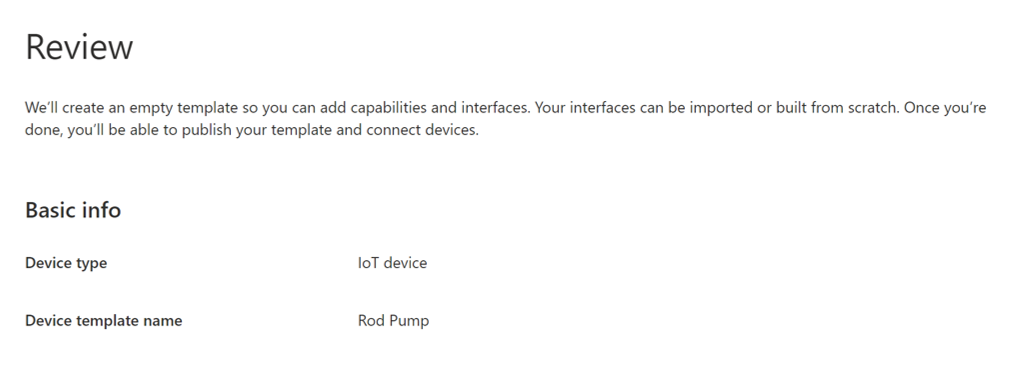 Review
We’ll create an empty template so you can add capabilities and interfaces. Your interfaces can be imported or built from scratch. Once you’re
done, you’ll be able to publish your template and connect devices.
Basic info
Device type IoT device
Device template name Rod Pump